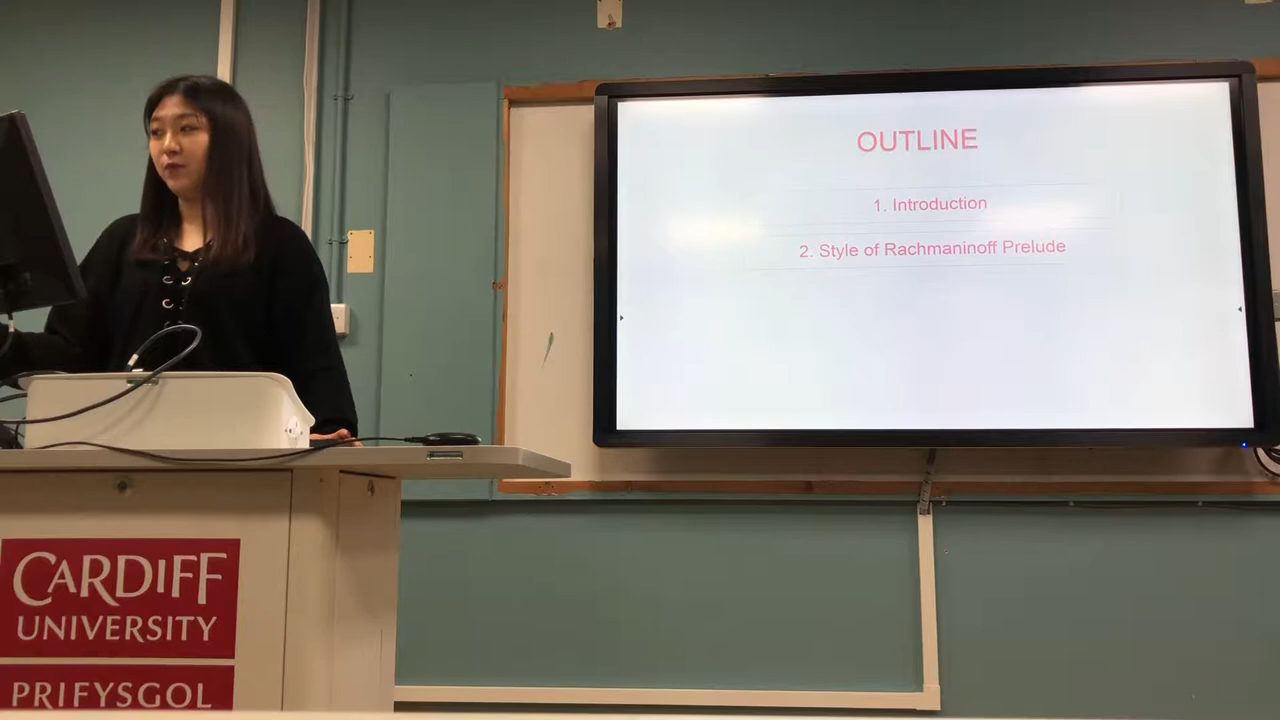 OUTLINE
1. Introduction
2. Style of Rachmaninoff Prelude
CARDIFF
UNIVERSITY
PRIFYSGOL